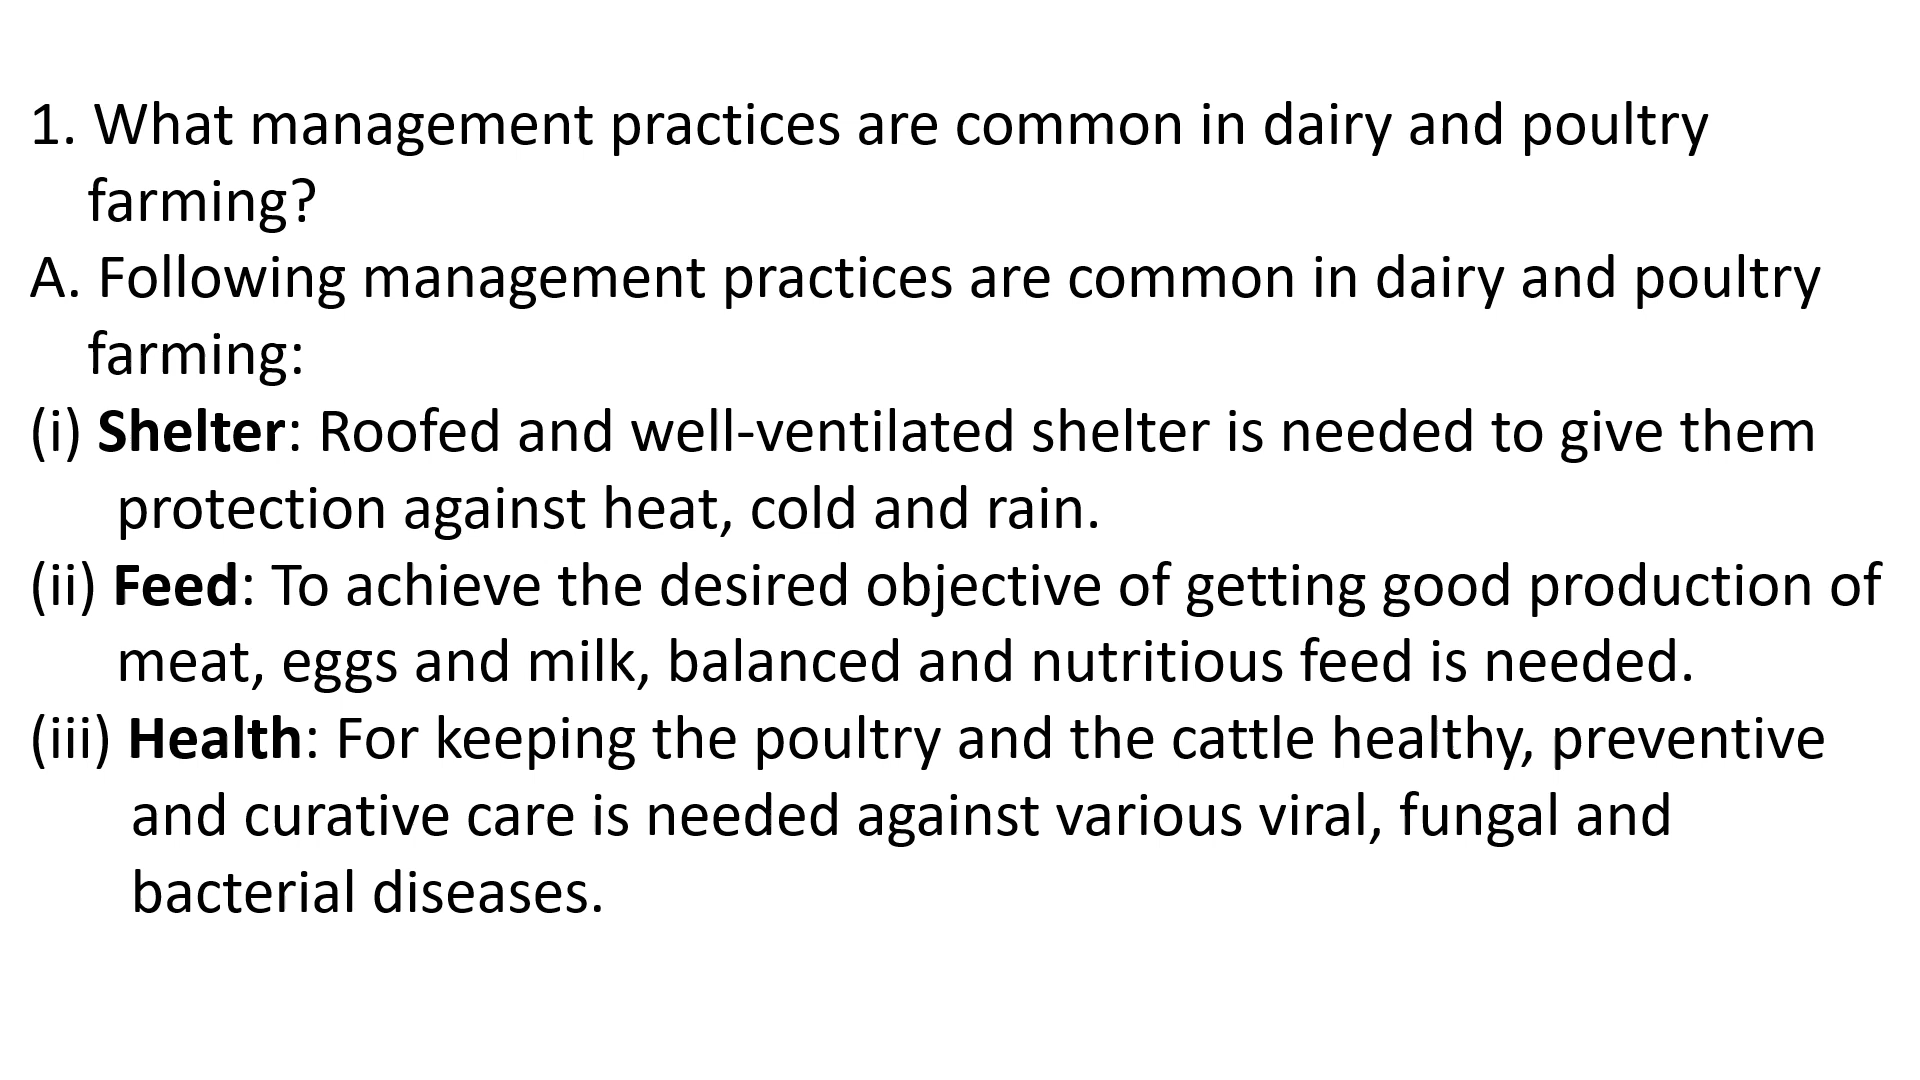 1. What management practices are common in dairy and poultry
farming?
A. Following management practices are common in dairy and poultry
farming:
(i) Shelter: Roofed and well-ventilated shelter is needed to give them
protection against heat, cold and rain.
(ii) Feed: To achieve the desired objective of getting good production of
meat, eggs and milk, balanced and nutritious feed is needed.
(iii) Health: For keeping the poultry and the cattle healthy, preventive
and curative care is needed against various viral, fungal and
bacterial diseases.